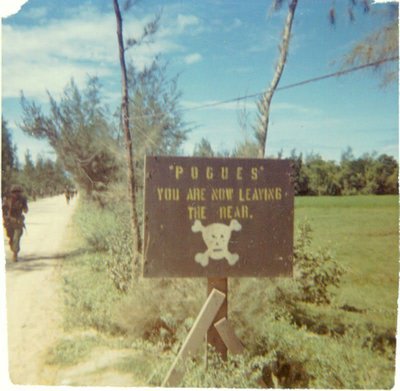 "POGUES"
YOU ARE NOW LEAVING
THE REAR.